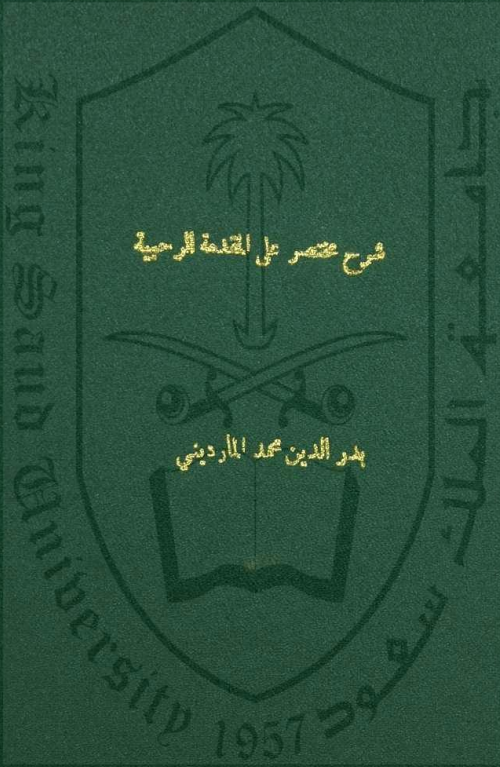 شرح مختصر على المقدمة الرحبية
بدر الدين محمد المارديني
King Saud University 1957
جامعة الملك سعود